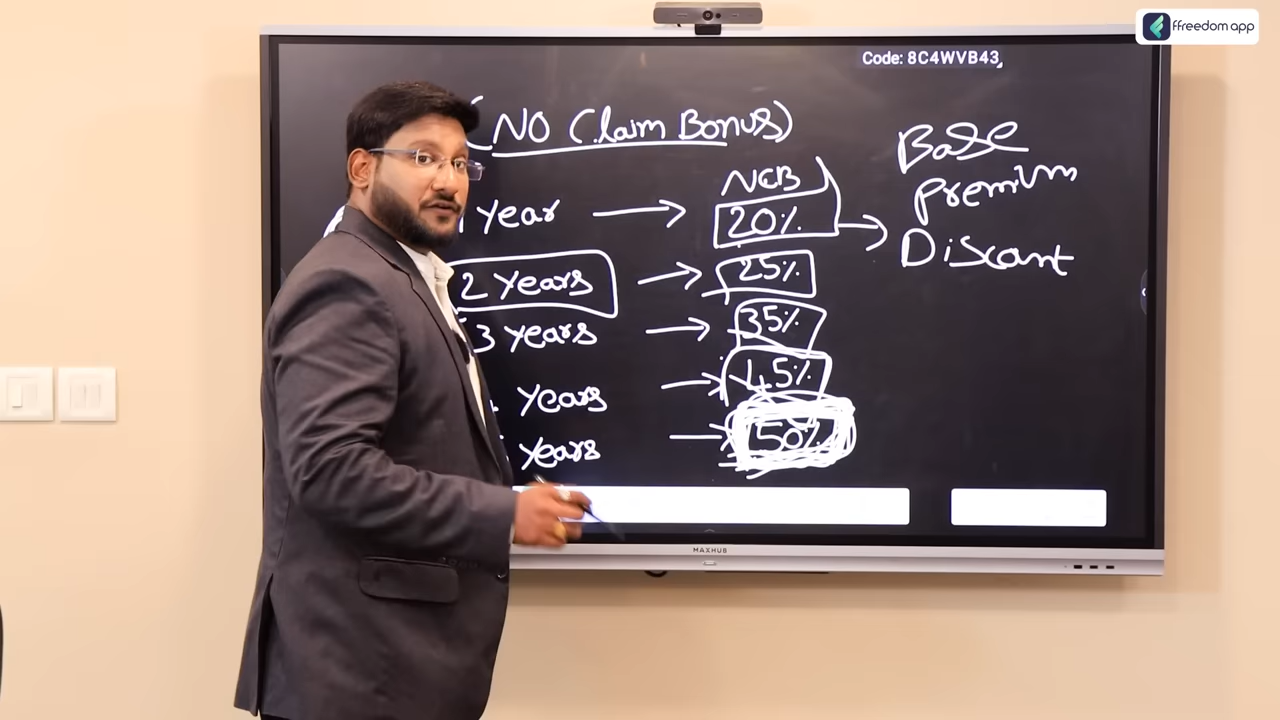 ffreedom app
Code: 8C4WVB43
(NO Claim Bonus)
NCB
Year → 20% → Base
premium
Discount
2 Years → 25%
3 Years → 35%
Years → 45%
Years → 50%
MAXHUB